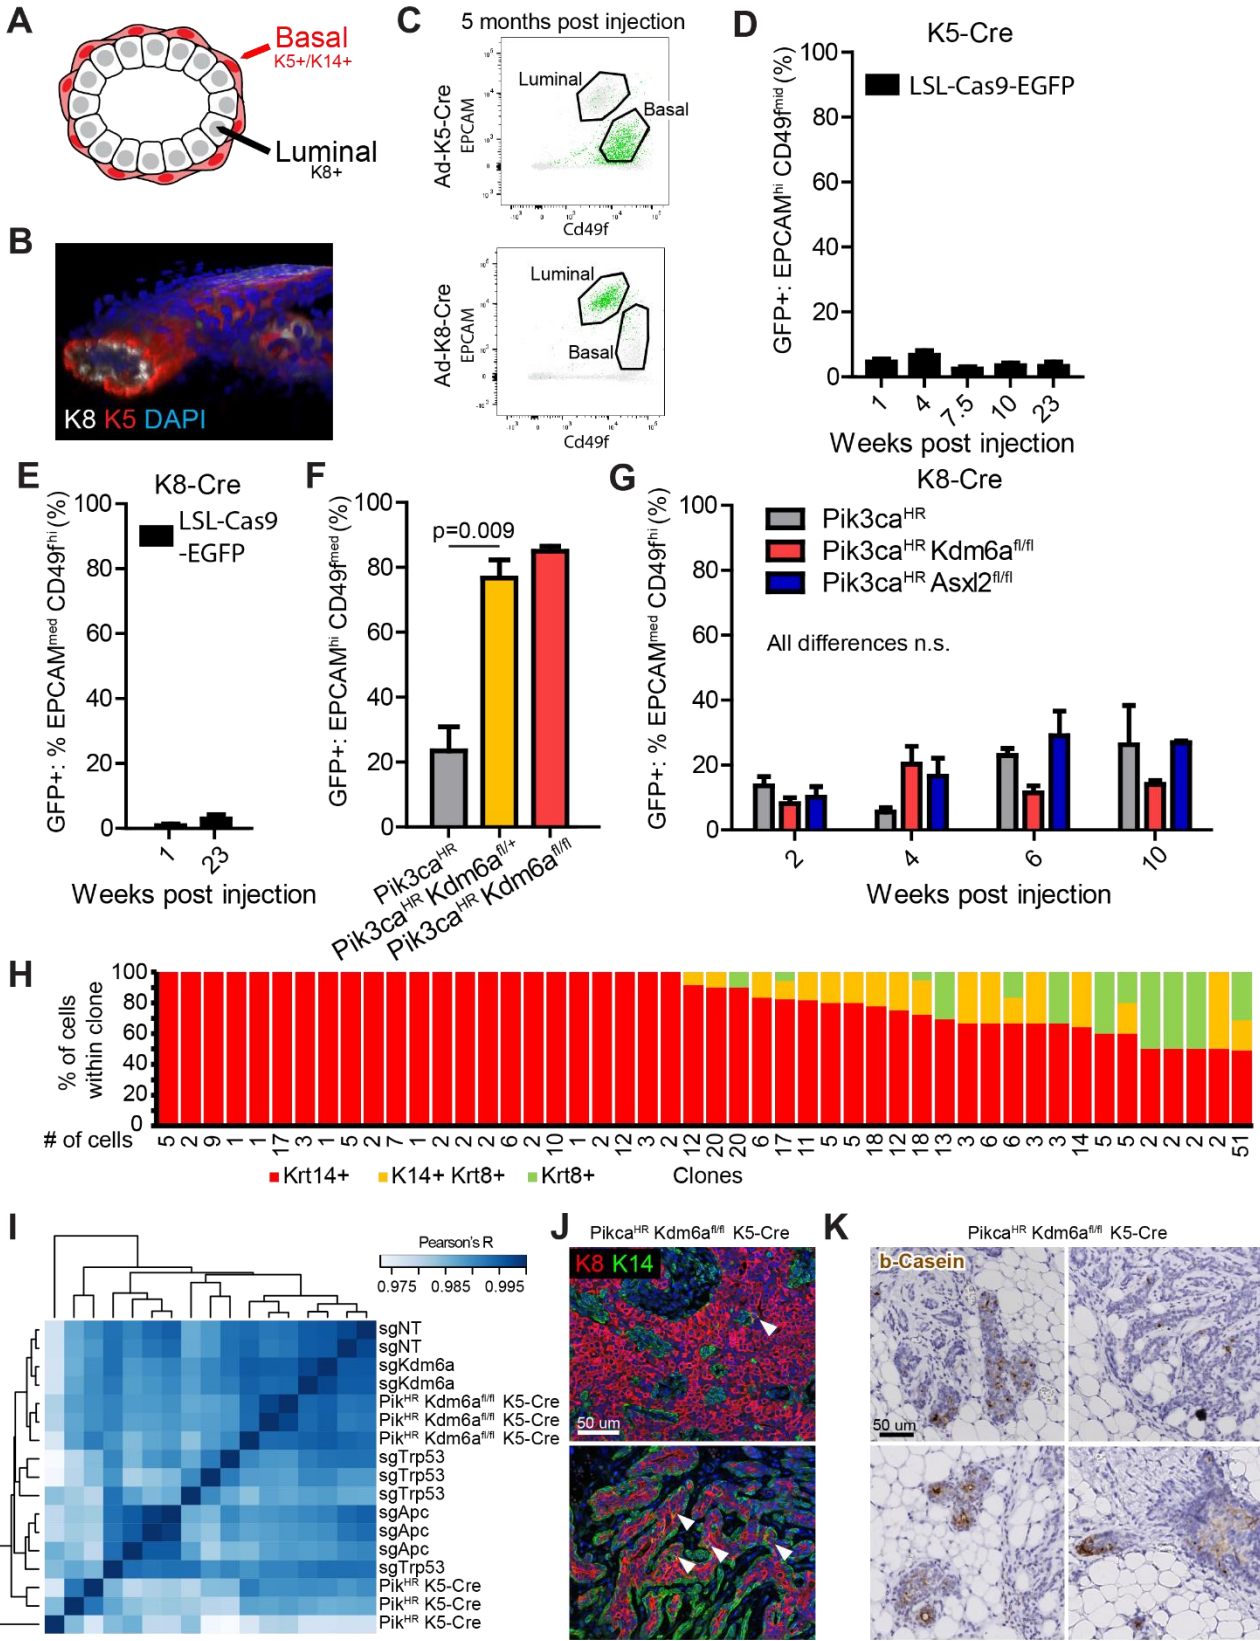 A
Basal
K5+/K14+
Luminal
K8+
B
K8 K5 DAPI
C
5 months post injection
Ad-K5-Cre
EPCAM
Luminal
Basal
Cd49f
Ad-K8-Cre
EPCAM
Luminal
Basal
Cd49f
D
K5-Cre
LSL-Cas9-EGFP
GFP+: EPCAMhi CD49fmid (%)
100
80
60
40
20
0
1 4 7.5 10 23
Weeks post injection
E
K8-Cre
LSL-Cas9
-EGFP
GFP+: % EPCAMmed CD49fhi (%)
100
80
60
40
20
0
1 23
Weeks post injection
F
GFP+: EPCAMhi CD49fmed (%)
100
80
60
40
20
0
p=0.009
Pik3caHR
Pik3caHR Kdm6afl/+
Pik3caHR Kdm6afl/fl
G
K8-Cre
Pik3caHR
Pik3caHR Kdm6afl/fl
Pik3caHR Asxl2fl/fl
All differences n.s.
GFP+: % EPCAMmed CD49fhi (%)
100
80
60
40
20
0
2 4 6 10
Weeks post injection
H
% of cells
within clone
100
80
60
40
20
0
# of cells 5 2 9 1 1 17 3 1 5 2 7 1 2 2 2 6 2 10 1 2 12 3 2 12 20 20 6 17 11 5 5 18 12 18 13 3 6 6 3 3 14 5 5 2 2 2 2 51
Krt14+ K14+ Krt8+ Krt8+ Clones
I
Pearson's R
0.975 0.985 0.995
sgNT
sgNT
sgKdm6a
sgKdm6a
PikHR Kdm6afl/fl K5-Cre
PikHR Kdm6afl/fl K5-Cre
PikHR Kdm6afl/fl K5-Cre
sgTrp53
sgTrp53
sgTrp53
sgApc
sgApc
sgApc
sgTrp53
PikHR K5-Cre
PikHR K5-Cre
PikHR K5-Cre
J
PikcaHR Kdm6afl/fl K5-Cre
K8 K14
50 um
K
PikcaHR Kdm6afl/fl K5-Cre
b-Casein
50 um